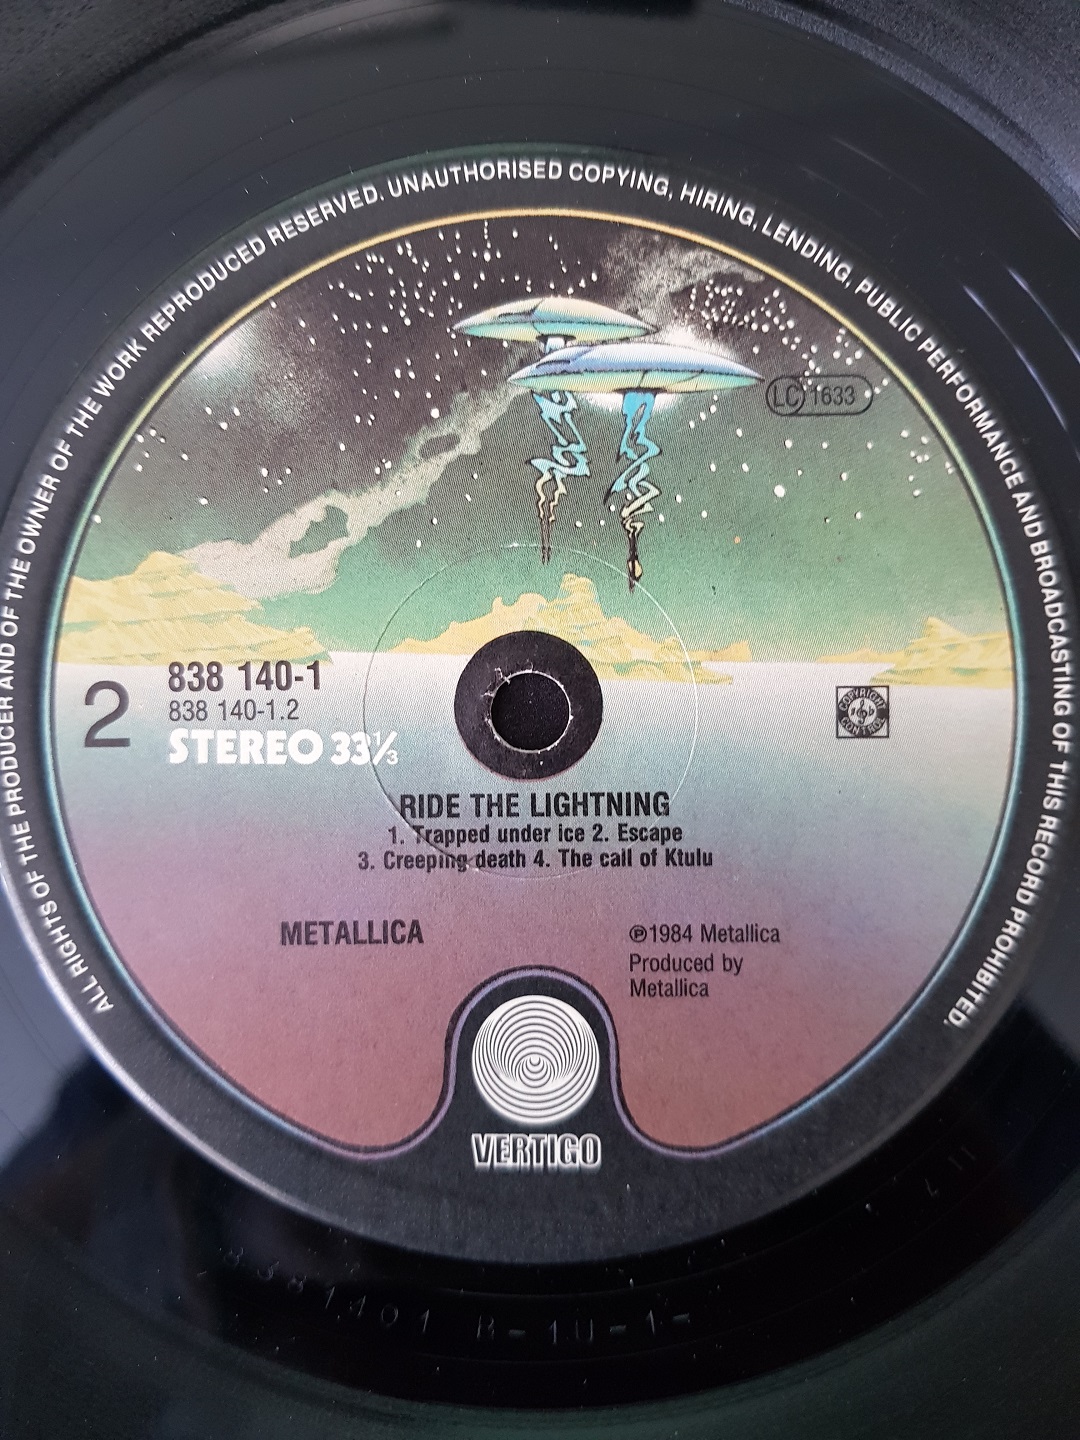 ALL RIGHTS OF THE PRODUCER AND OF THE OWNER OF THE WORK REPRODUCED RESERVED. UNAUTHORISED COPYING, HIRING, LENDING, PUBLIC PERFORMANCE AND BROADCASTING OF THIS RECORD PROHIBITED.
LC 1633
2
838 140-1
838 140-1.2
STEREO 33⅓
COPYRIGHT CONTROL
RIDE THE LIGHTNING
1. Trapped under ice 2. Escape
3. Creeping death 4. The call of Ktulu
METALLICA
℗1984 Metallica
Produced by
Metallica
VERTIGO
8381401